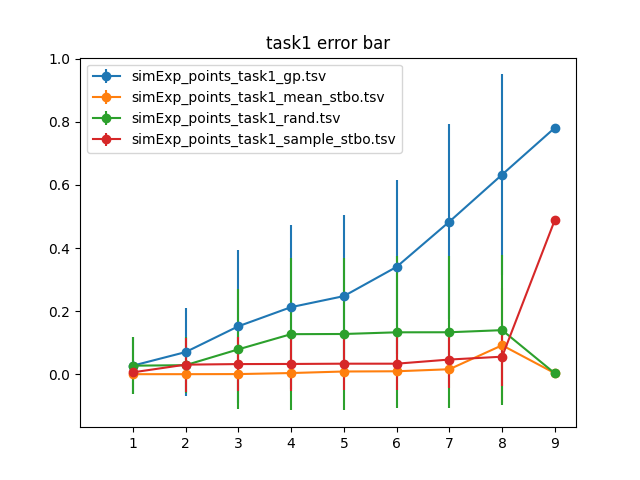 task1 error bar
1.0
0.8
0.6
0.4
0.2
0.0
simExp_points_task1_gp.tsv
simExp_points_task1_mean_stbo.tsv
simExp_points_task1_rand.tsv
simExp_points_task1_sample_stbo.tsv
1 2 3 4 5 6 7 8 9